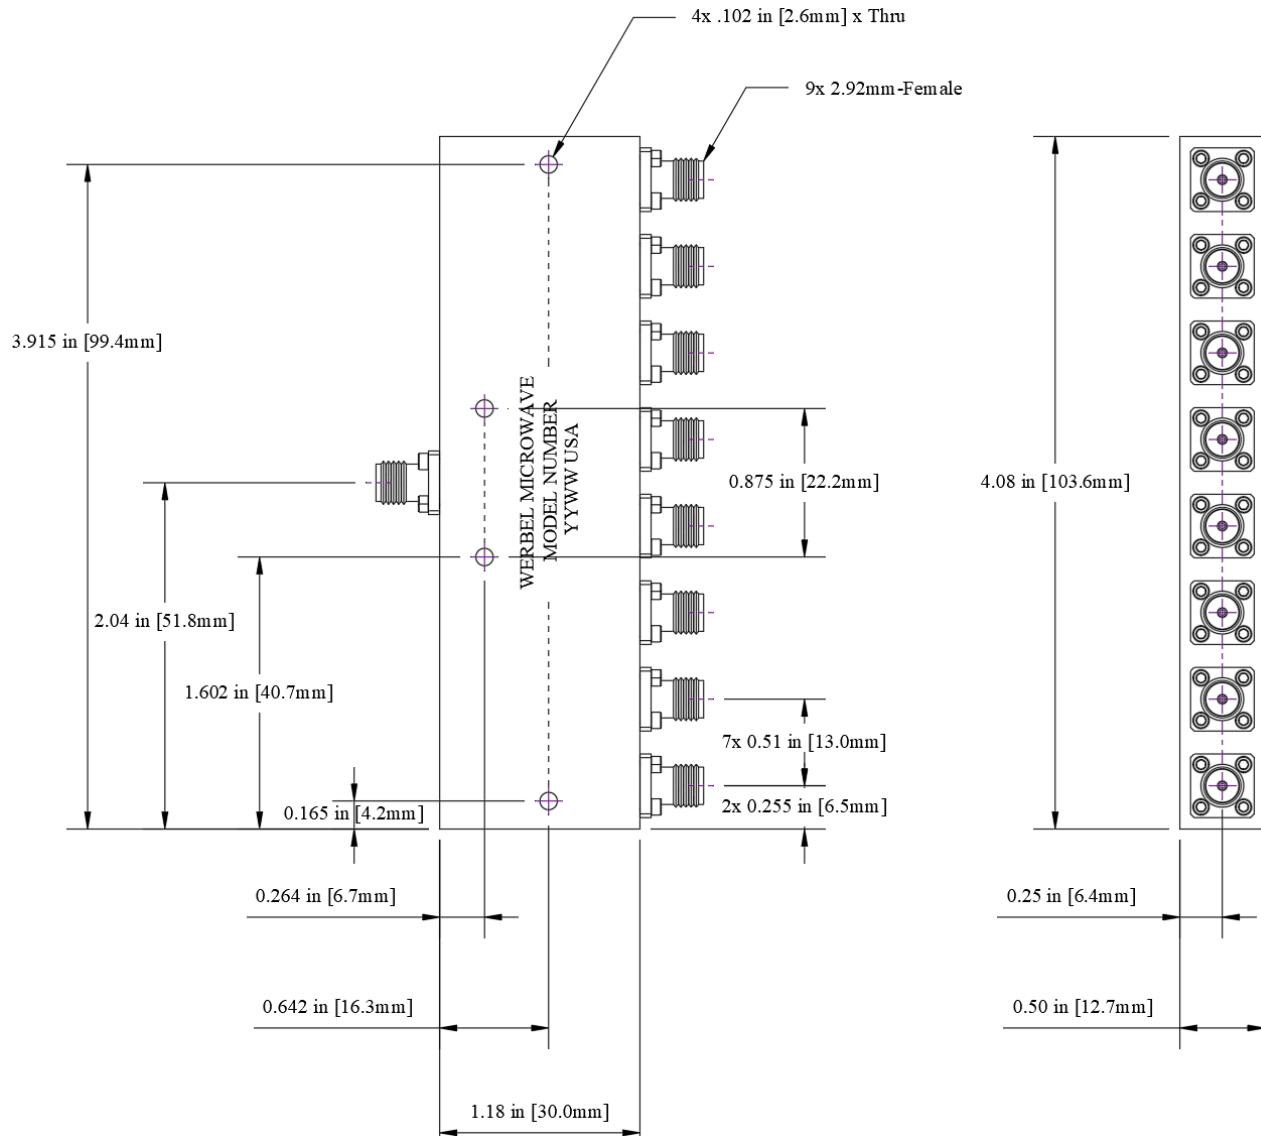 4x .102 in [2.6mm] x Thru
9x 2.92mm-Female
3.915 in [99.4mm]
WERBEL MICROWAVE
MODEL NUMBER
YYWW USA
0.875 in [22.2mm]
4.08 in [103.6mm]
2.04 in [51.8mm]
1.602 in [40.7mm]
7x 0.51 in [13.0mm]
0.165 in [4.2mm]
2x 0.255 in [6.5mm]
0.264 in [6.7mm]
0.25 in [6.4mm]
0.642 in [16.3mm]
0.50 in [12.7mm]
1.18 in [30.0mm]